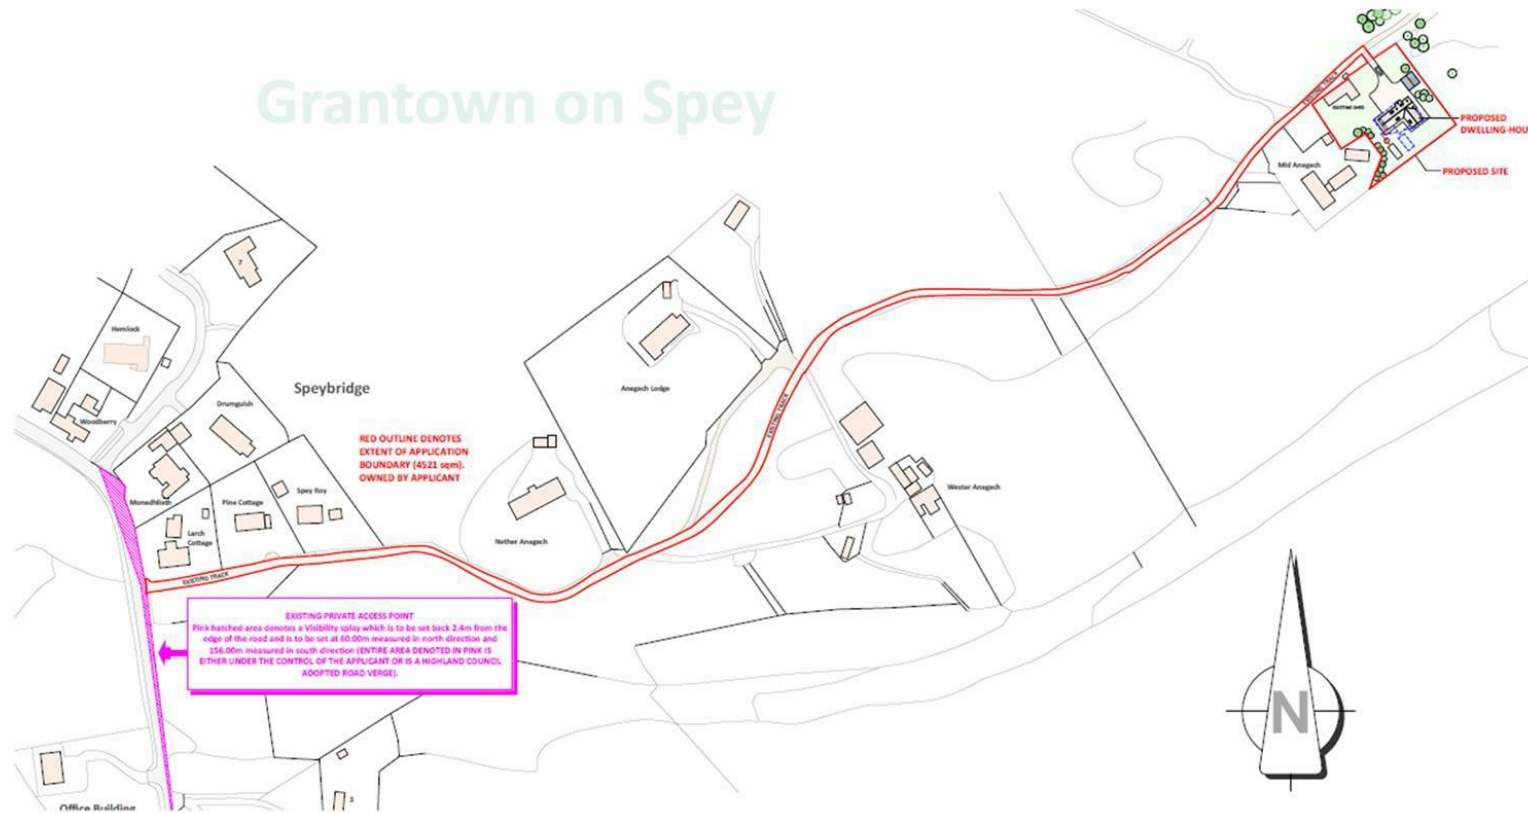 Grantown on Spey
EXISTING TRACK
EXISTING SHED
PROPOSED
DWELLING-HOU
Mid Anagach
PROPOSED SITE
7
Hemlock
Speybridge
Anagach Lodge
Drumguish
Woodberry
EXISTING TRACK
RED OUTLINE DENOTES
EXTENT OF APPLICATION
BOUNDARY (4521 sqm).
OWNED BY APPLICANT
Wester Anagach
Monadhliath
Pine Cottage
Spey Roy
Larch
Cottage
Nether Anagach
EXISTING TRACK
EXISTING PRIVATE ACCESS POINT
Pink hatched area denotes a Visibility splay which is to be set back 2.4m from the
edge of the road and is to be set at 60.00m measured in north direction and
156.00m measured in south direction (ENTIRE AREA DENOTED IN PINK IS
EITHER UNDER THE CONTROL OF THE APPLICANT OR IS A HIGHLAND COUNCIL
ADOPTED ROAD VERGE).
N
3
Office Building